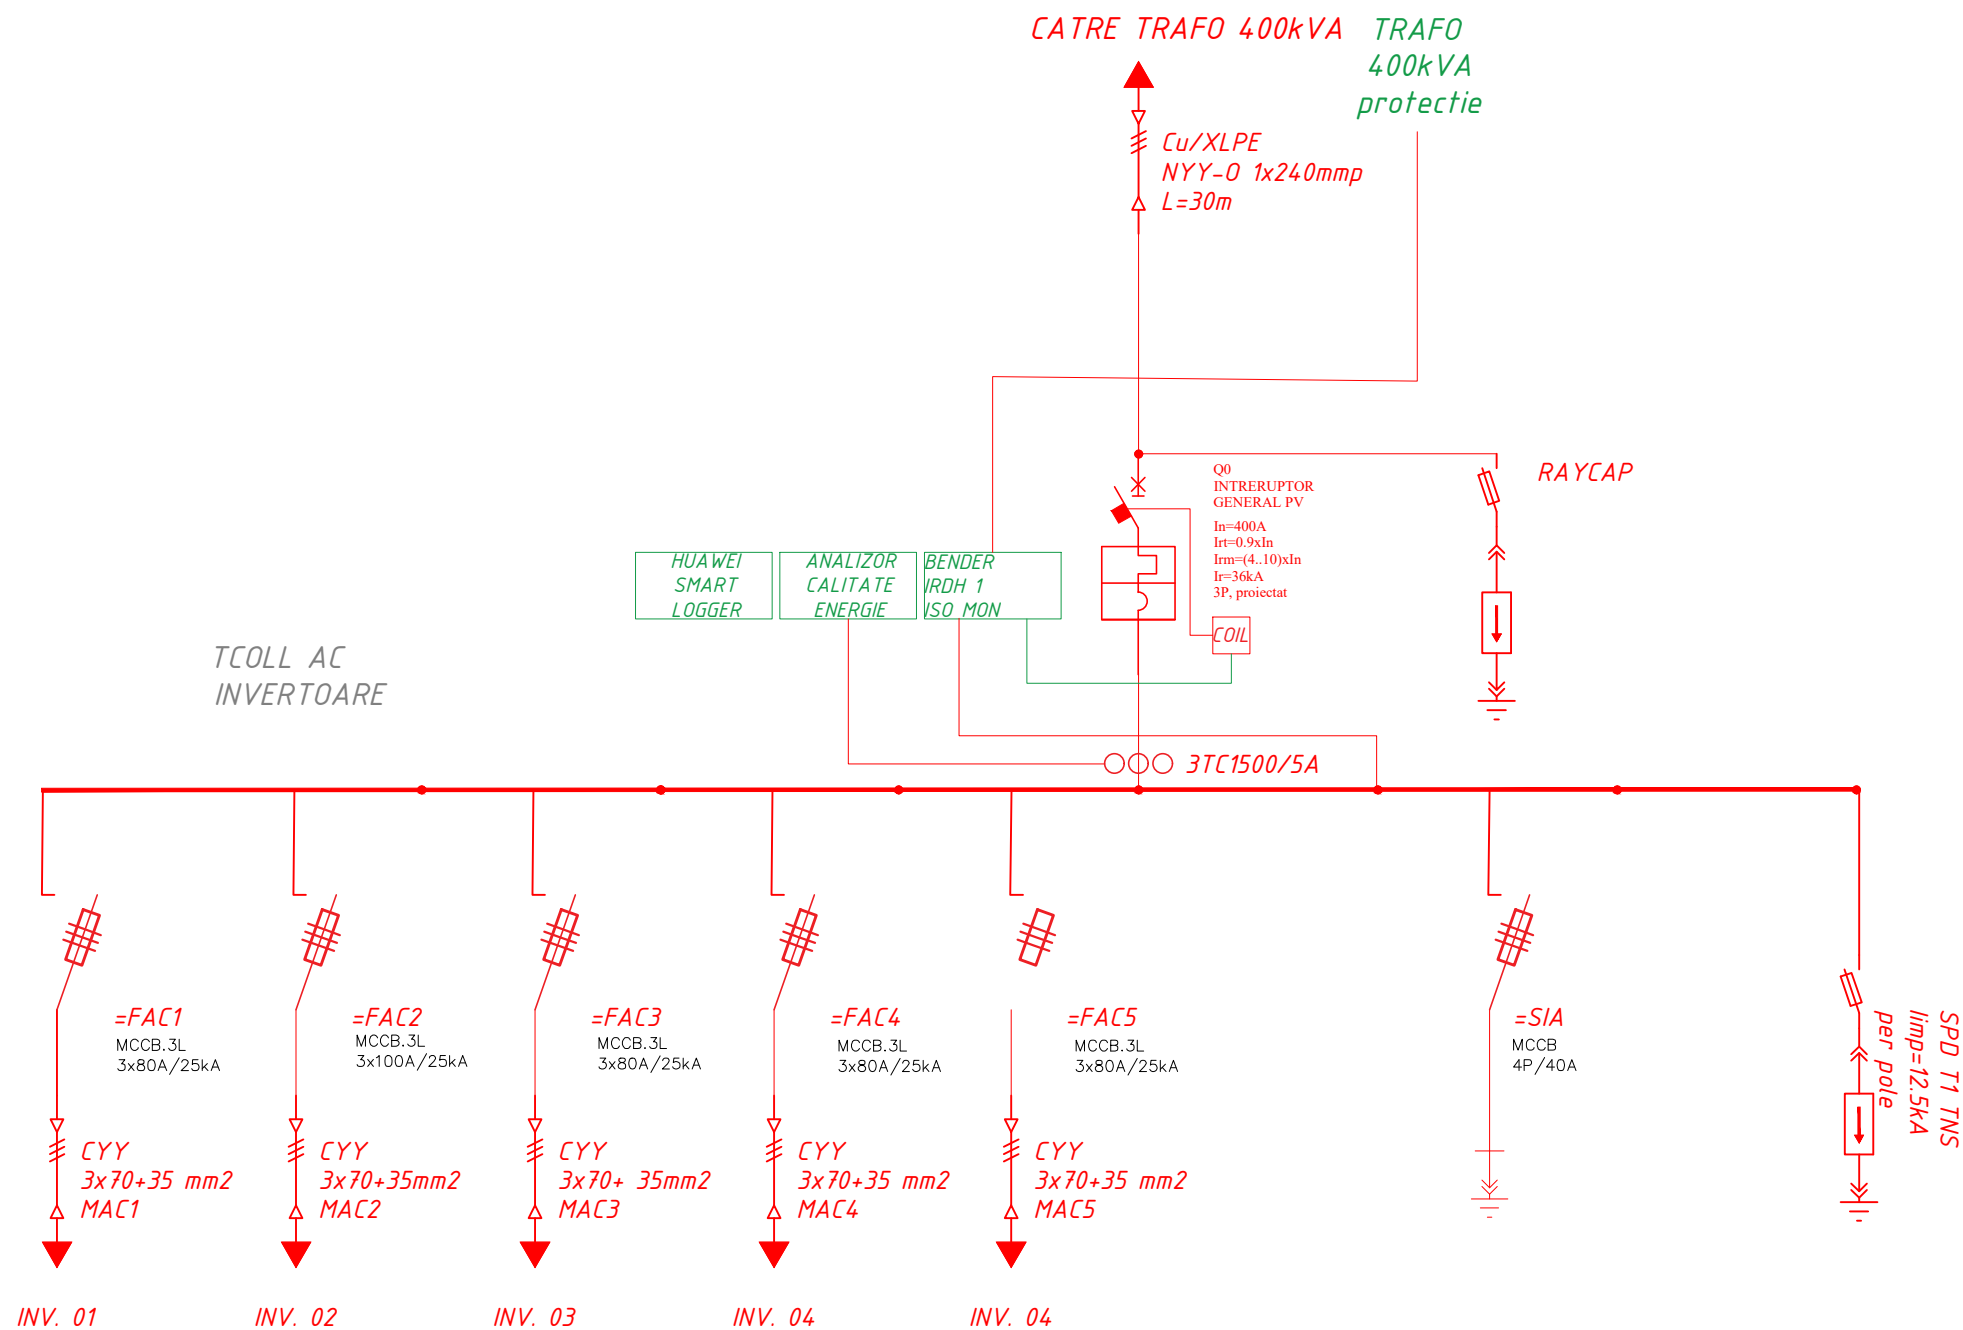 CATRE TRAFO 400kVA
TRAFO
400kVA
protectie
Cu/XLPE
NYY-O 1x240mmp
L=30m
RAYCAP
Q0
INTRERUPTOR
GENERAL PV
In=400A
Irt=0.9xIn
Irm=(4..10)xIn
Ir=36kA
3P, proiectat
HUAWEI
SMART
LOGGER
ANALIZOR
CALITATE
ENERGIE
BENDER
IRDH 1
ISO MON
COIL
TCOLL AC
INVERTOARE
3TC1500/5A
=FAC1
MCCB.3L
3x80A/25kA
=FAC2
MCCB.3L
3x100A/25kA
=FAC3
MCCB.3L
3x80A/25kA
=FAC4
MCCB.3L
3x80A/25kA
=FAC5
MCCB.3L
3x80A/25kA
=SIA
MCCB
4P/40A
SPD T1 TNS
Iimp=12.5kA
per pole
CYY
3x70+35 mm2
MAC1
CYY
3x70+35mm2
MAC2
CYY
3x70+ 35mm2
MAC3
CYY
3x70+35 mm2
MAC4
CYY
3x70+35 mm2
MAC5
INV. 01
INV. 02
INV. 03
INV. 04
INV. 04